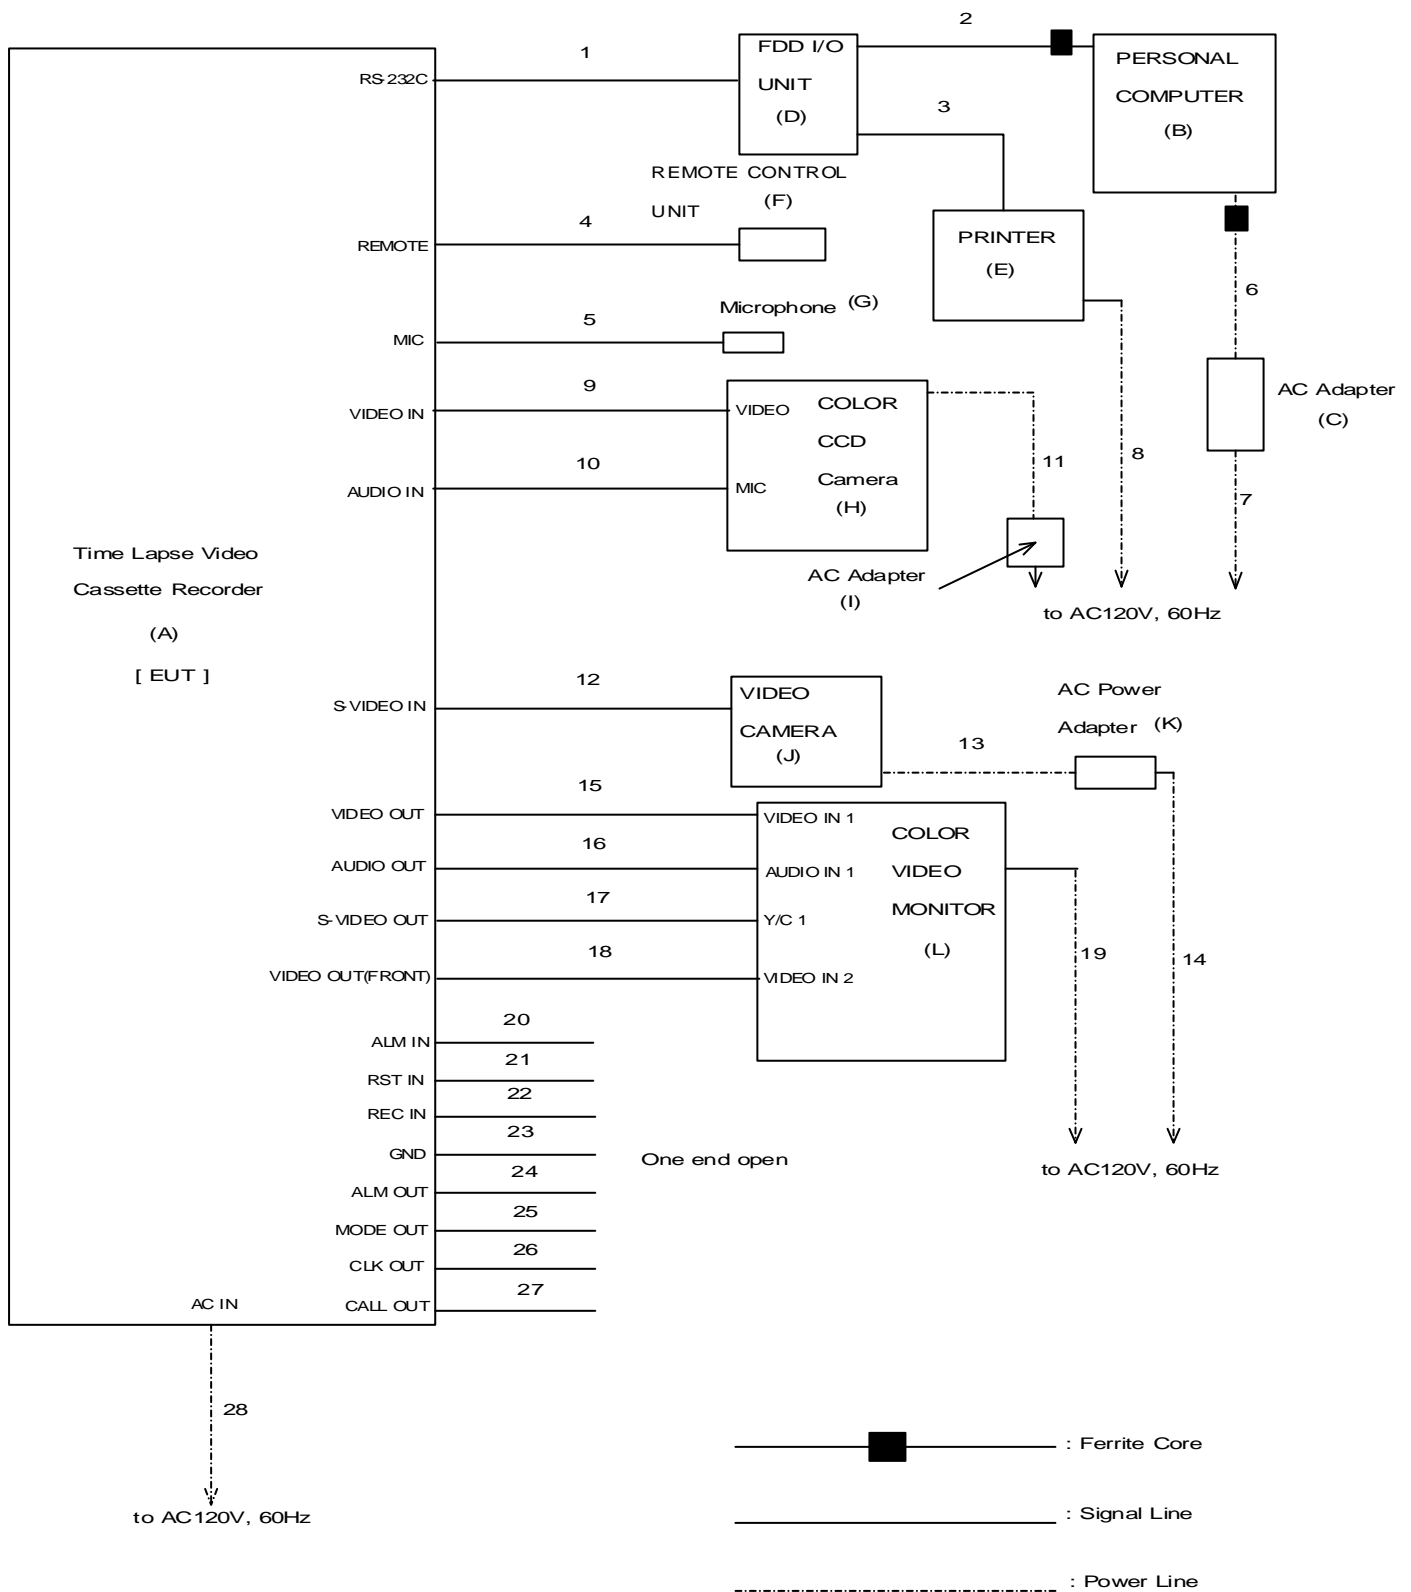 2
1
RS-232C
FDD I/O
UNIT
(D)
PERSONAL
COMPUTER
(B)
3
REMOTE CONTROL
UNIT
(F)
4
REMOTE
PRINTER
(E)
6
Microphone (G)
5
MIC
AC Adapter
(C)
9
VIDEO IN
VIDEO
COLOR
CCD
Camera
(H)
10
AUDIO IN
MIC
11
8
7
Time Lapse Video
Cassette Recorder
(A)
[ EUT ]
AC Adapter
(I)
to AC120V, 60Hz
12
S-VIDEO IN
VIDEO
CAMERA
(J)
AC Power
Adapter (K)
13
15
VIDEO OUT
VIDEO IN 1
COLOR
VIDEO
MONITOR
(L)
16
AUDIO OUT
AUDIO IN 1
17
S-VIDEO OUT
Y/C 1
18
VIDEO OUT(FRONT)
VIDEO IN 2
19
14
20
ALM IN
21
RST IN
22
REC IN
23
GND
One end open
to AC120V, 60Hz
24
ALM OUT
25
MODE OUT
26
CLK OUT
27
CALL OUT
AC IN
28
to AC120V, 60Hz
: Ferrite Core
: Signal Line
: Power Line